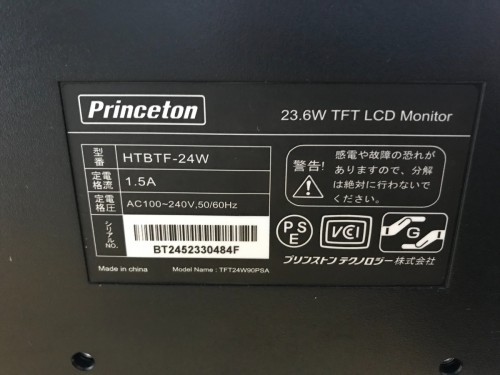 Princeton
23.6W TFT LCD Monitor
型番 HTBTF-24W
定格電流 1.5A
定格電圧 AC100~240V,50/60Hz
シリアルNO. BT2452330484F
警告!
感電や故障の恐れが
ありますので、分解
は絶対に行わないで
ください。
PSE
VCCI
G
プリンストン テクノロジー株式会社
Made in china
Model Name : TFT24W90PSA